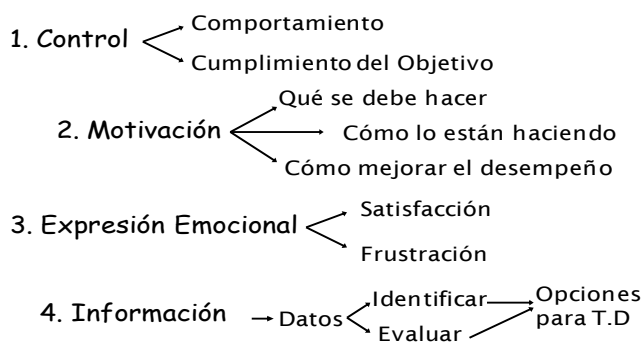 1. Control
Comportamiento
Cumplimiento del Objetivo
2. Motivación
Qué se debe hacer
Cómo lo están haciendo
Cómo mejorar el desempeño
3. Expresión Emocional
Satisfacción
Frustración
4. Información
Datos
Identificar
Evaluar
Opciones
para T.D